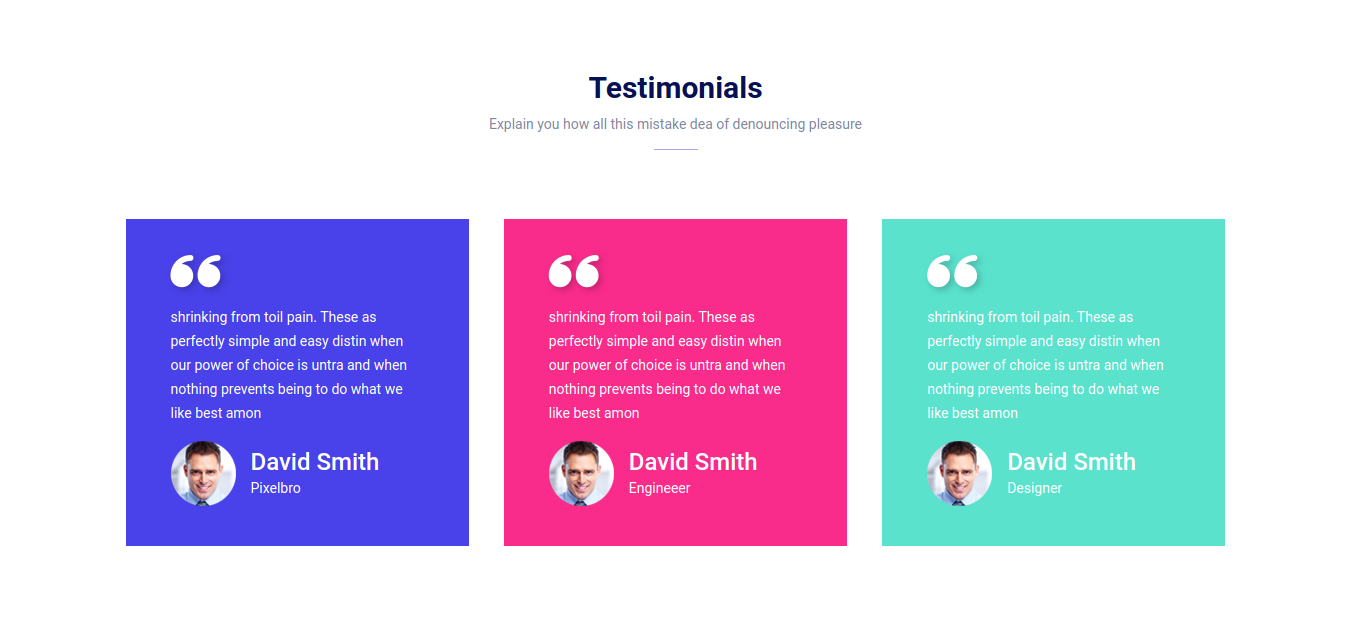 Testimonials
Explain you how all this mistake dea of denouncing pleasure
shrinking from toil pain. These as
perfectly simple and easy distin when
our power of choice is untra and when
nothing prevents being to do what we
like best amon
David Smith
Pixelbro
shrinking from toil pain. These as
perfectly simple and easy distin when
our power of choice is untra and when
nothing prevents being to do what we
like best amon
David Smith
Engineeer
shrinking from toil pain. These as
perfectly simple and easy distin when
our power of choice is untra and when
nothing prevents being to do what we
like best amon
David Smith
Designer